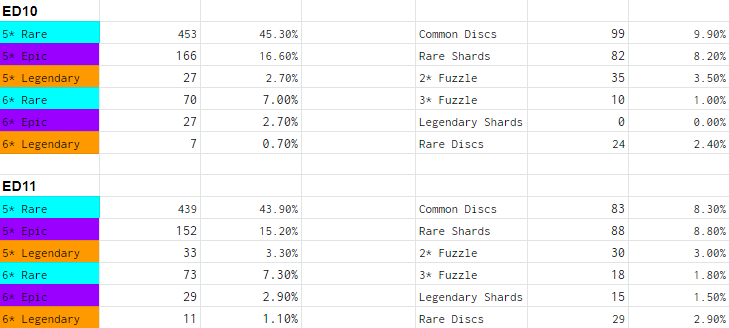 ED10
5* Rare 453 45.30% Common Discs 99 9.90%
5* Epic 166 16.60% Rare Shards 82 8.20%
5* Legendary 27 2.70% 2* Fuzzle 35 3.50%
6* Rare 70 7.00% 3* Fuzzle 10 1.00%
6* Epic 27 2.70% Legendary Shards 0 0.00%
6* Legendary 7 0.70% Rare Discs 24 2.40%
ED11
5* Rare 439 43.90% Common Discs 83 8.30%
5* Epic 152 15.20% Rare Shards 88 8.80%
5* Legendary 33 3.30% 2* Fuzzle 30 3.00%
6* Rare 73 7.30% 3* Fuzzle 18 1.80%
6* Epic 29 2.90% Legendary Shards 15 1.50%
6* Legendary 11 1.10% Rare Discs 29 2.90%